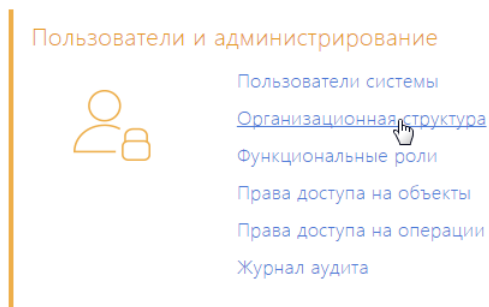 Пользователи и администрирование
Пользователи системы
Организационная структура
Функциональные роли
Права доступа на объекты
Права доступа на операции
Журнал аудита